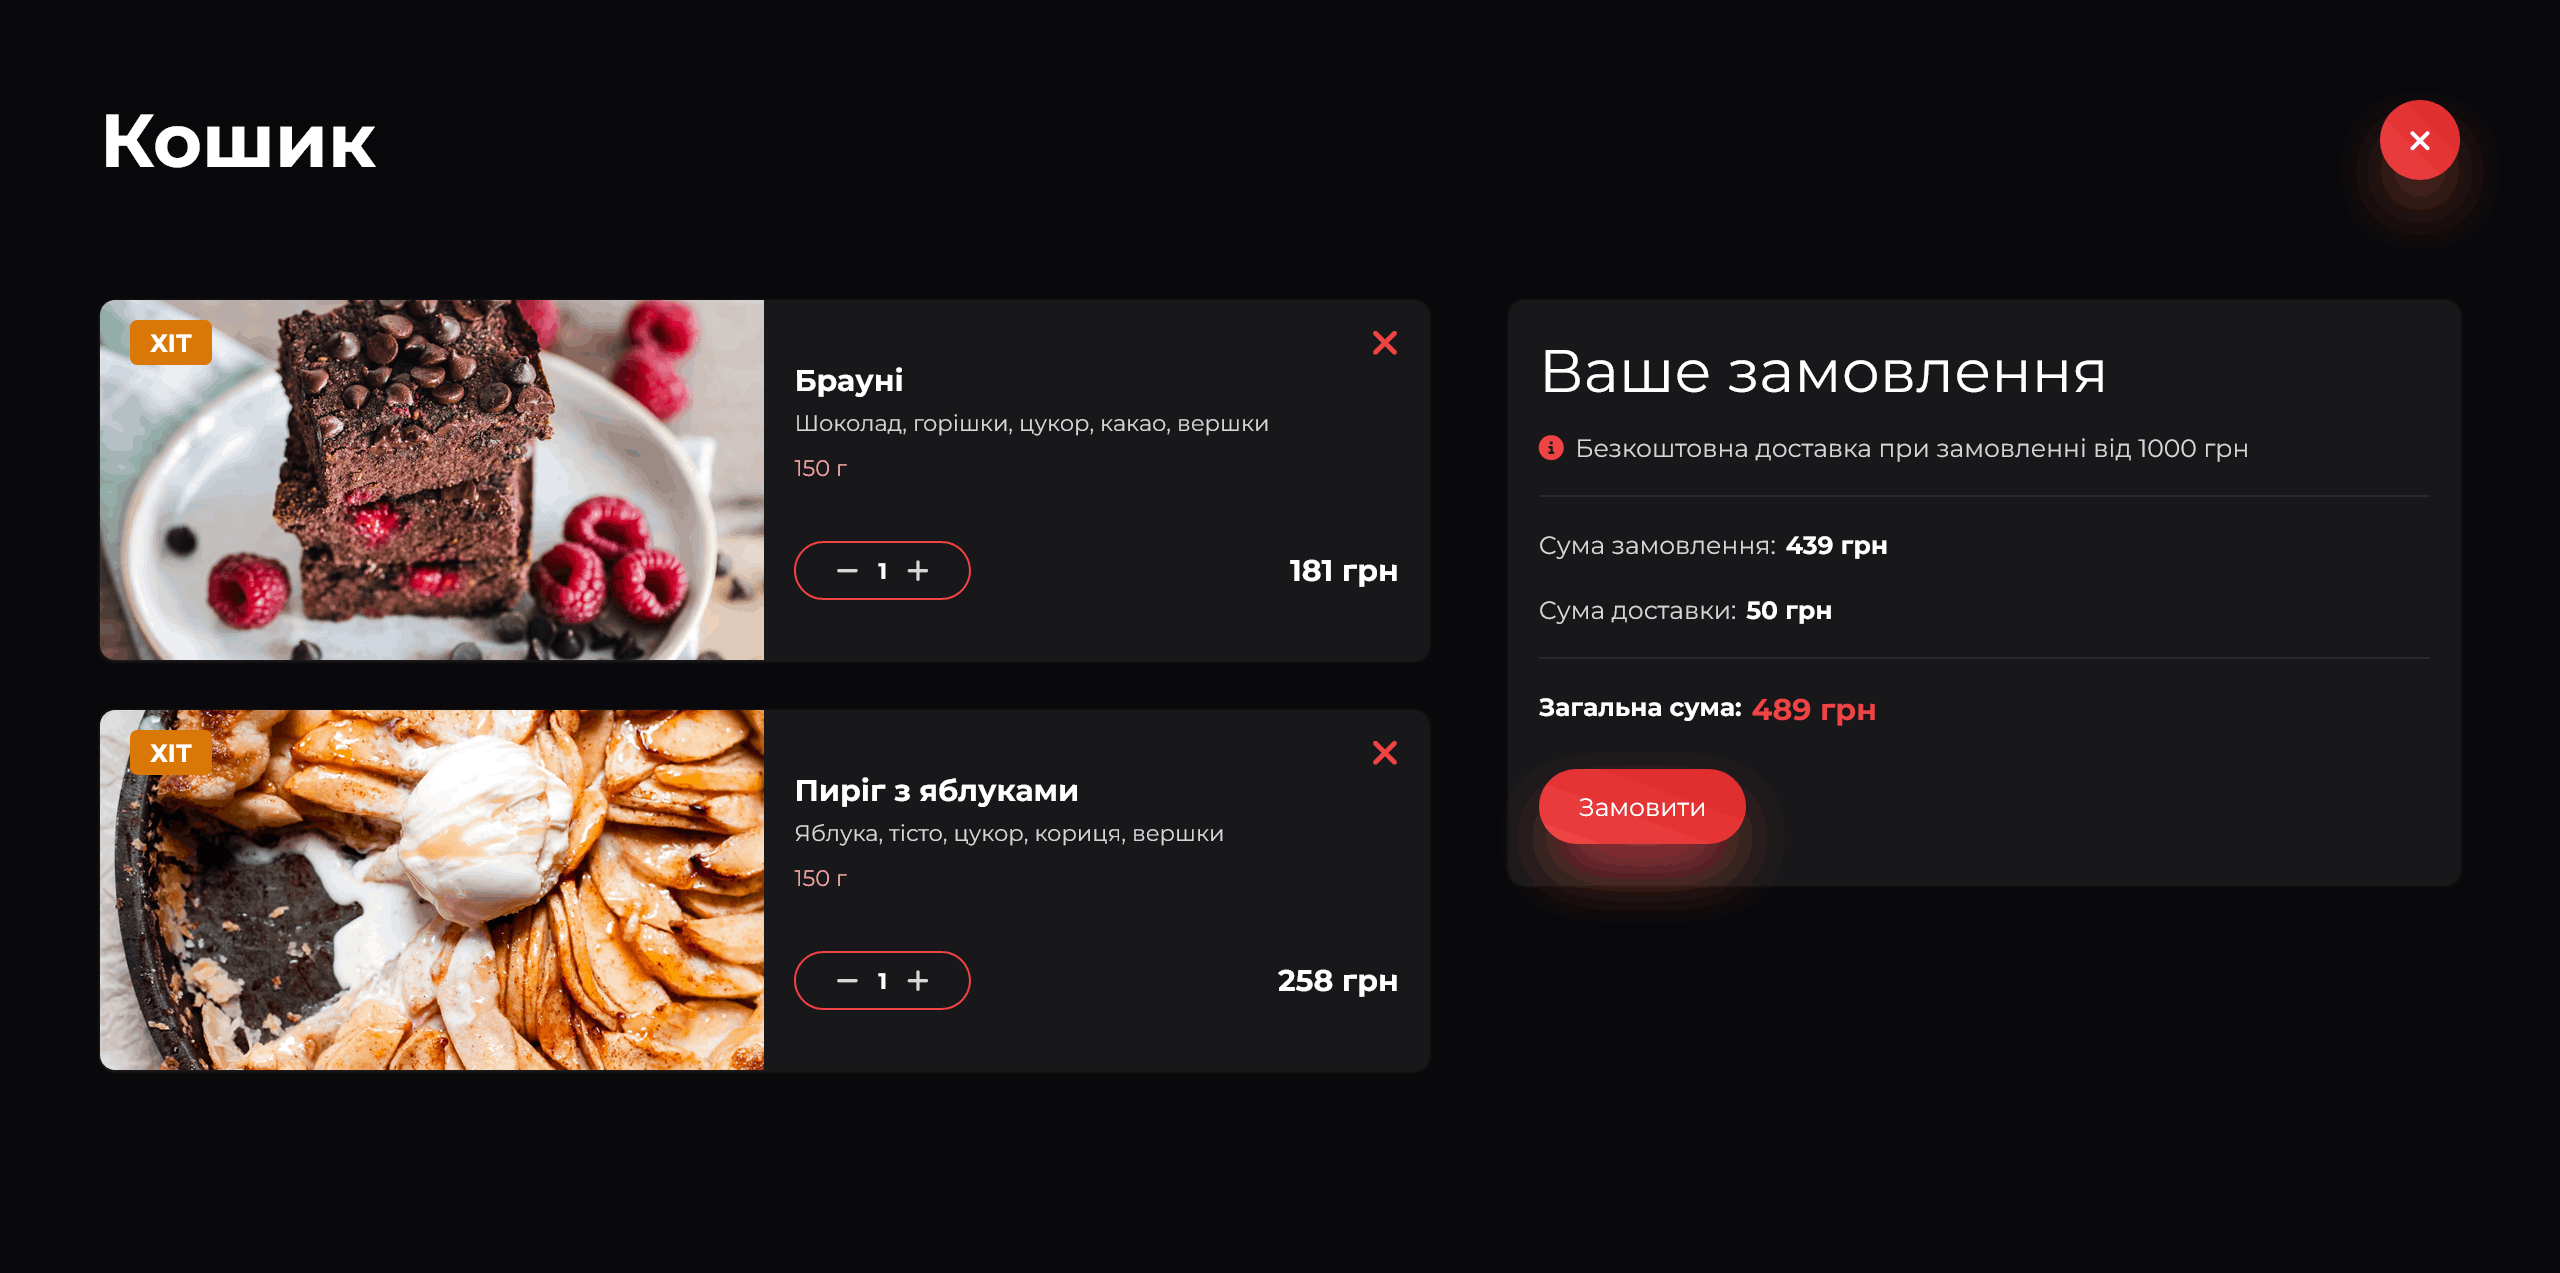 Кошик
ХІТ
Брауні
Шоколад, горішки, цукор, какао, вершки
150 г
1
181 грн
ХІТ
Пиріг з яблуками
Яблука, тісто, цукор, кориця, вершки
150 г
1
258 грн
Ваше замовлення
Безкоштовна доставка при замовленні від 1000 грн
Сума замовлення: 439 грн
Сума доставки: 50 грн
Загальна сума: 489 грн
Замовити